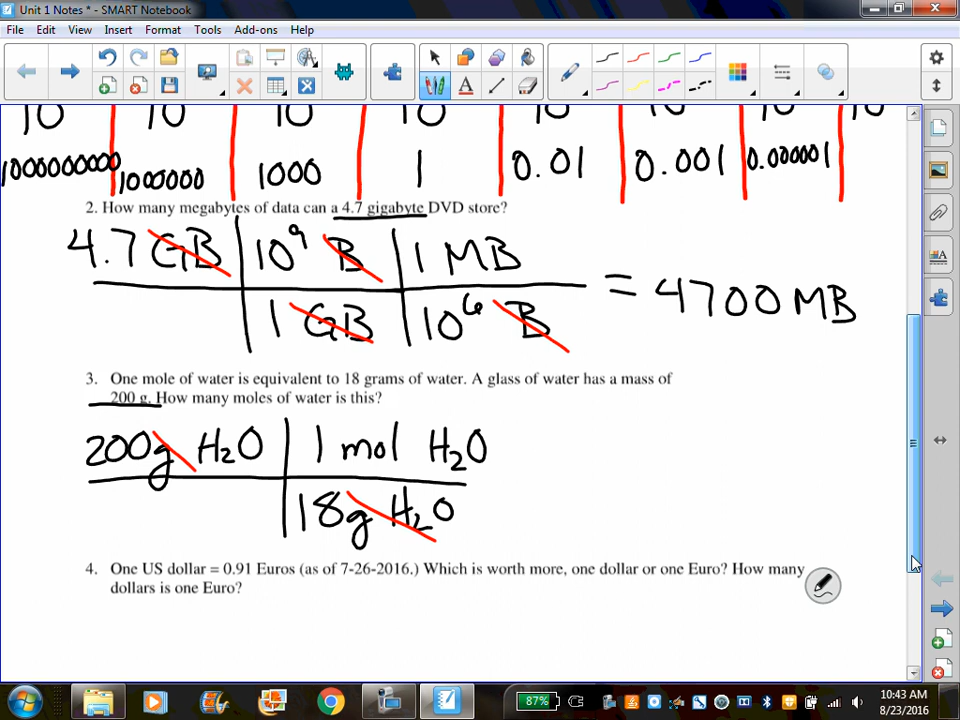 Unit 1 Notes * - SMART Notebook
File Edit View Insert Format Tools Add-ons Help
10 10 10 10 10 10 10 10
1000000000 1000000 1000 1 0.01 0.001 0.000001
2. How many megabytes of data can a 4.7 gigabyte DVD store?
4.7 GB 10⁹ B 1 MB
1 GB 10⁶ B
= 4700 MB
3. One mole of water is equivalent to 18 grams of water. A glass of water has a mass of
200 g. How many moles of water is this?
200g H₂O 1 mol H₂O
18g H₂O
4. One US dollar = 0.91 Euros (as of 7-26-2016.) Which is worth more, one dollar or one Euro? How many
dollars is one Euro?
87%
10:43 AM
8/23/2016